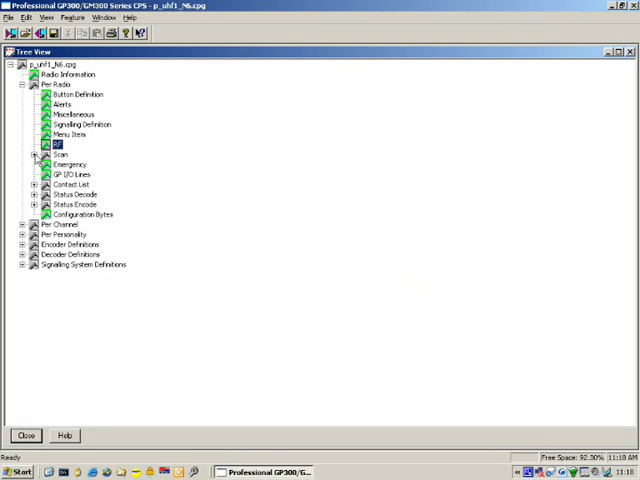 Professional GP300/GM300 Series CPS - p_uhf1_N6.cpg
File Edit View Feature Window Help
Tree View
p_uhf1_N6.cpg
Radio Information
Per Radio
Button Definition
Alerts
Miscellaneous
Signalling Definition
Menu Item
RF
Scan
Emergency
GP I/O Lines
Contact List
Status Decode
Status Encode
Configuration Bytes
Per Channel
Per Personality
Encoder Definitions
Decoder Definitions
Signalling System Definitions
Close Help
Ready Free Space: 92.30% 11:18 AM
Start Professional GP300/G... 11:18